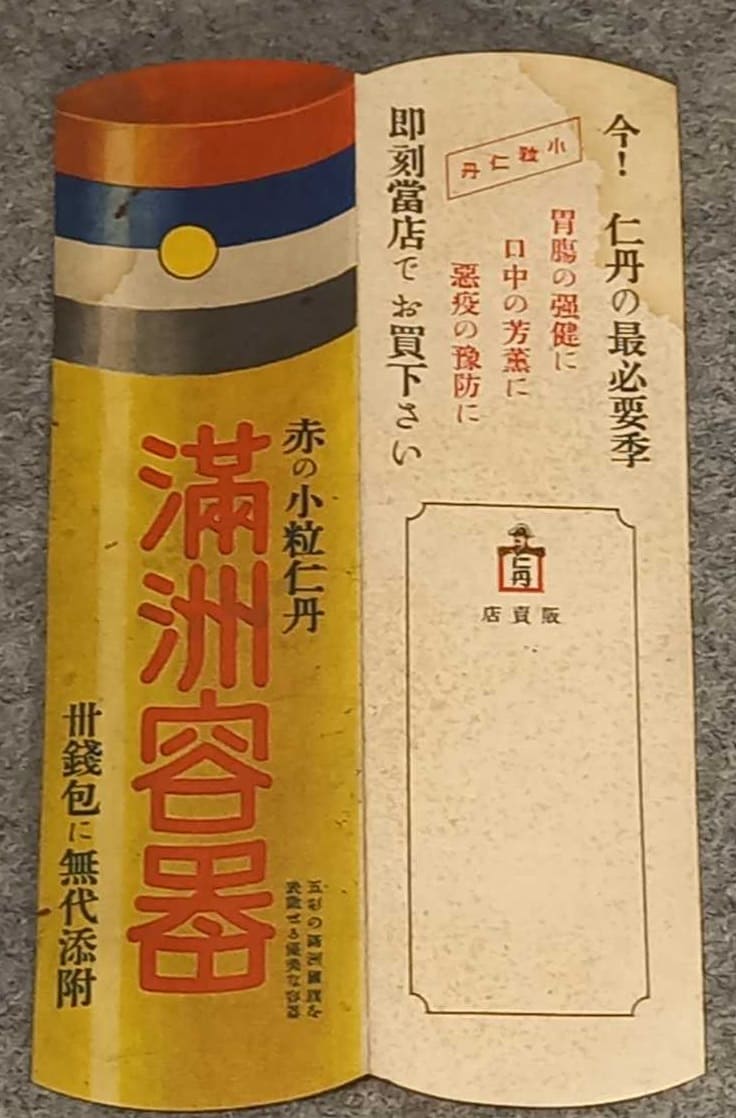 今！仁丹の最必要季
小粒仁丹
胃腸の强健に
口中の芳薫に
惡疫の豫防に
即刻當店でお買下さい
仁丹
販賣店
赤の小粒仁丹
滿洲容器
五彩の滿洲國旗を
表徵せる優美な容器
卅錢包に無代添附